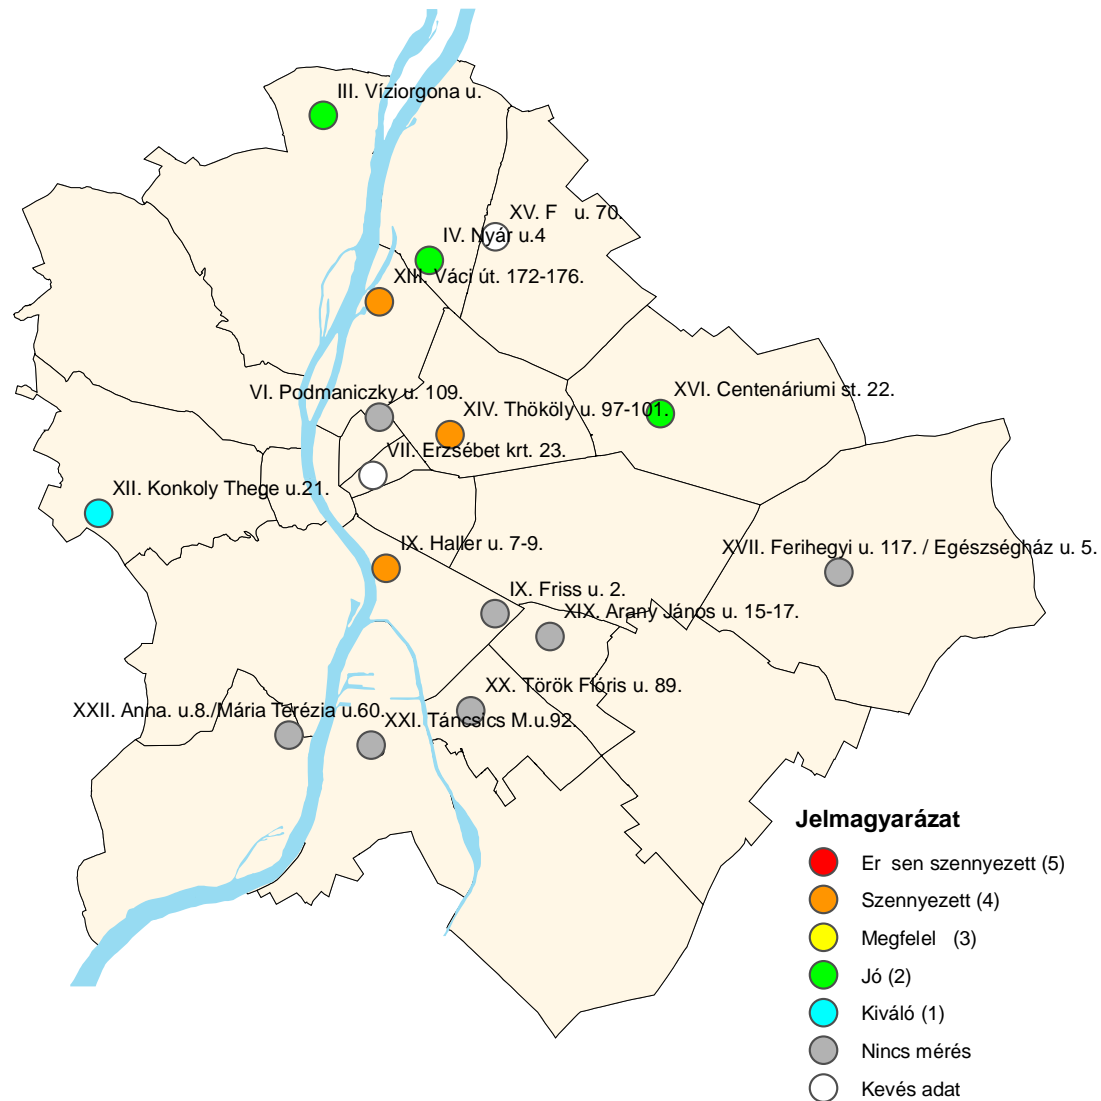 III. Víziorgona u.
XV. F u. 70.
IV. Nyár u.4
XIII. Váci út. 172-176.
VI. Podmaniczky u. 109.
XVI. Centenáriumi st. 22.
XIV. Thököly u. 97-101.
VII. Erzsébet krt. 23.
XII. Konkoly Thege u.21.
IX. Haller u. 7-9.
XVII. Ferihegyi u. 117. / Egészségház u. 5.
IX. Friss u. 2.
XIX. Arany János u. 15-17.
XX. Török Flóris u. 89.
XXII. Anna. u.8./Mária Terézia u.60.
XXI. Táncsics M.u.92.
Jelmagyarázat
Er sen szennyezett (5)
Szennyezett (4)
Megfelel (3)
Jó (2)
Kiváló (1)
Nincs mérés
Kevés adat